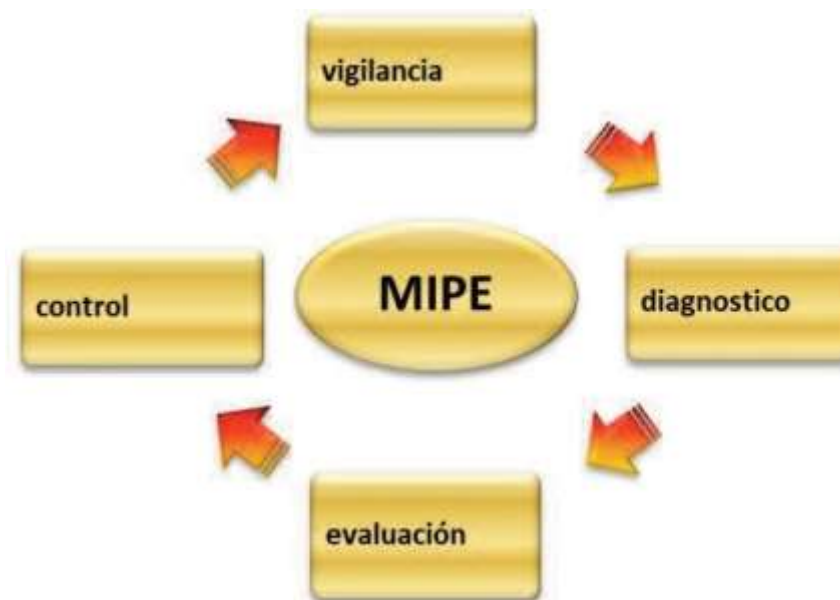 vigilancia
control
MIPE
diagnostico
evaluación